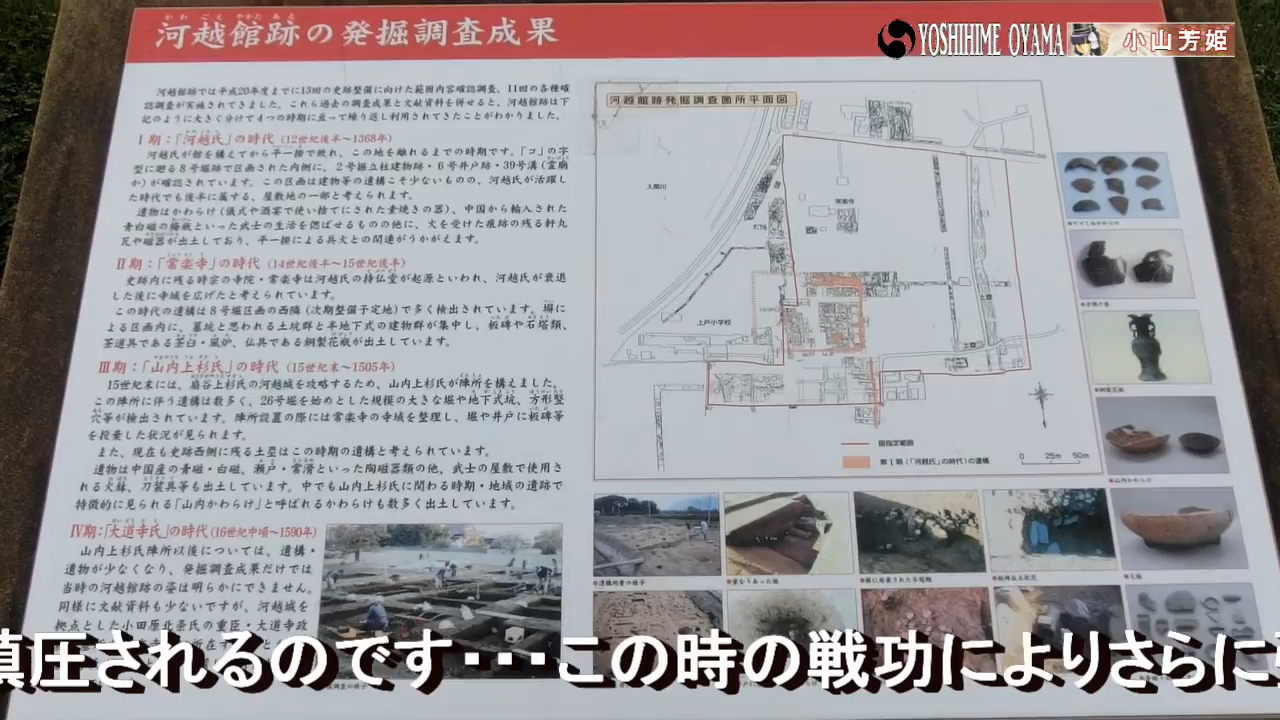 河越館跡の発掘調査成果
かわごえ やかた あと
YOSHIHIME OYAMA
小山芳姫
河越館跡では平成20年度までに13回の史跡整備に向けた範囲内容確認調査、11回の各種確
認調査が実施されてきました。これら過去の調査成果と文献資料を併せると、河越館跡は下
記のように大きく分けて4つの時期に亘って繰り返し利用されてきたことがわかりました。
Ⅰ期:「河越氏」の時代(12世紀後半〜1368年)
河越氏が館を構えてから平一揆で敗れ、この地を離れるまでの時期です。「コ」の字
型に廻る8号堀跡で区画された内側に、2号掘立柱建物跡・6号井戸跡・39号溝(霊廟
か)が確認されています。この区画は建物等の遺構こそ少ないものの、河越氏が活躍し
た時代でも後半に属する、屋敷地の一部と考えられます。
遺物はかわらけ(儀式や酒宴で使い捨てにされた素焼きの器)、中国から輸入された
青白磁の梅瓶といった武士の生活を偲ばせるものの他に、火を受けた痕跡の残る軒丸
瓦や磁器が出土しており、平一揆による兵火との関連がうかがえます。
Ⅱ期:「常楽寺」の時代(14世紀後半〜15世紀後半)
史跡内に残る時宗の寺院・常楽寺は河越氏の持仏堂が起源といわれ、河越氏が衰退
した後に寺域を広げたと考えられています。
この時代の遺構は8号堀区画の西隣(次期整備予定地)で多く検出されています。堀に
よる区画内に、墓坑と思われる土坑群と半地下式の建物群が集中し、板碑や石塔類、
茶道具である茶臼・風炉、仏具である銅製花瓶が出土しています。
Ⅲ期:「山内上杉氏」の時代(15世紀末〜1505年)
15世紀末には、扇谷上杉氏の河越城を攻略するため、山内上杉氏が陣所を構えました。
この陣所に伴う遺構は数多く、26号堀を始めとした規模の大きな堀や地下式坑、方形竪
穴等が検出されています。陣所設置の際には常楽寺の寺域を整理し、堀や井戸に板碑等
を投棄した状況が見られます。
また、現在も史跡西側に残る土塁はこの時期の遺構と考えられています。
遺物は中国産の青磁・白磁、瀬戸・常滑といった陶磁器類の他、武士の屋敷で使用さ
れる火鉢、刀装具等も出土しています。中でも山内上杉氏に関わる時期・地域の遺跡で
特徴的に見られる「山内かわらけ」と呼ばれるかわらけも数多く出土しています。
Ⅳ期:「大道寺氏」の時代(16世紀中頃〜1590年)
山内上杉氏陣所以後については、遺構・
遺物が少なくなり、発掘調査成果だけでは
当時の河越館跡の姿は明らかにできません。
同様に文献資料も少ないですが、河越城を
拠点とした小田原北条氏の重臣・大道寺政
河越館跡発掘調査箇所平面図
入間川
常楽寺
上戸小学校
国指定範囲
第1期(「河越氏」の時代)の遺構
0 25m 50m
山内かわらけ
圧されるのです・・・この時の戦功によりさらに